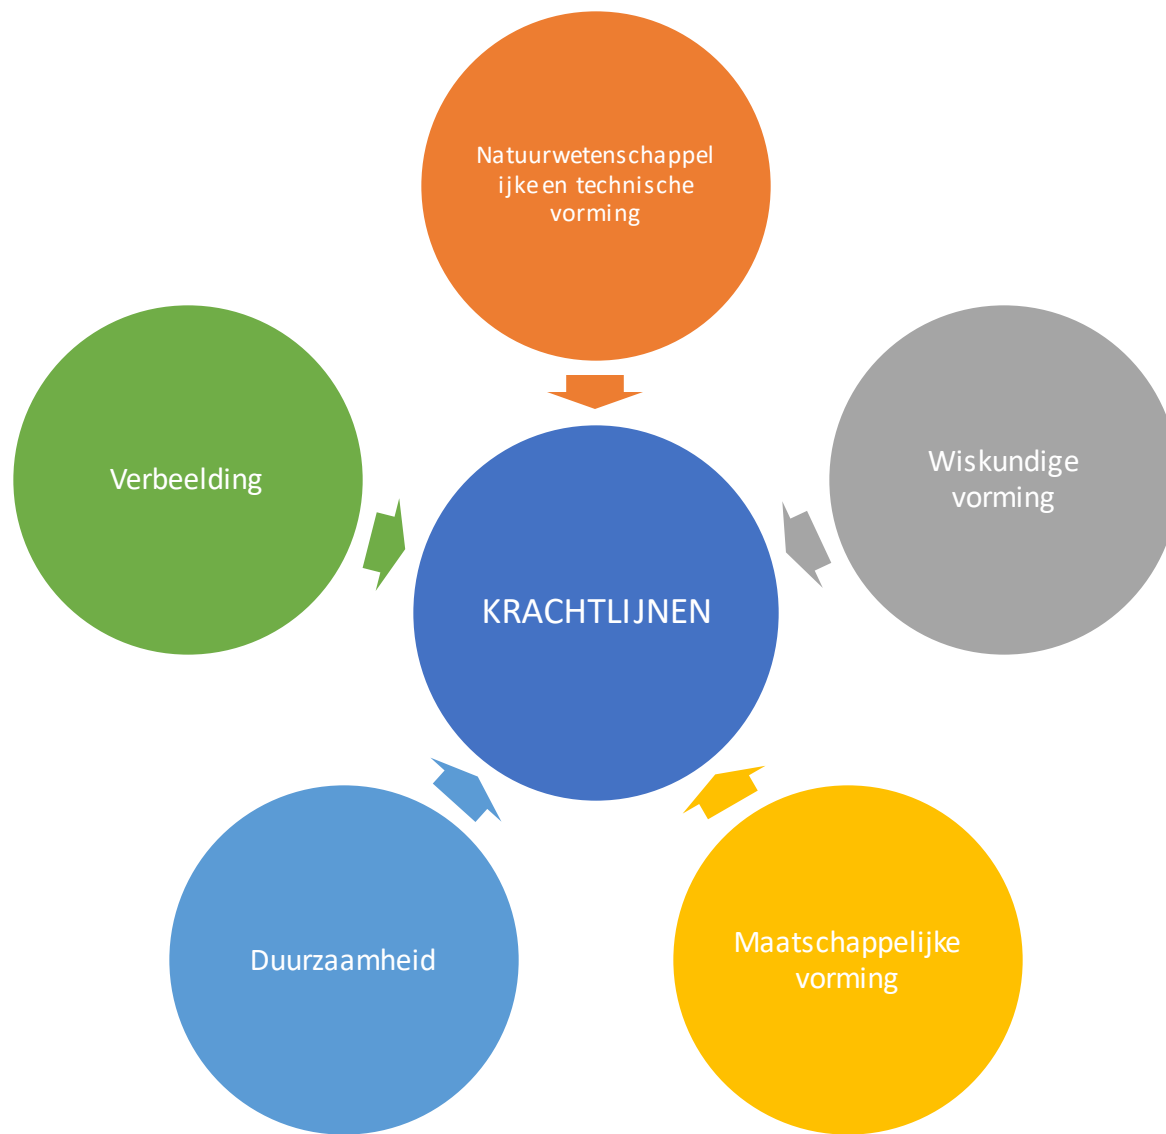 Natuurwetenschappel
ijke en technische
vorming
Verbeelding
Wiskundige
vorming
KRACHTLIJNEN
Duurzaamheid
Maatschappelijke
vorming